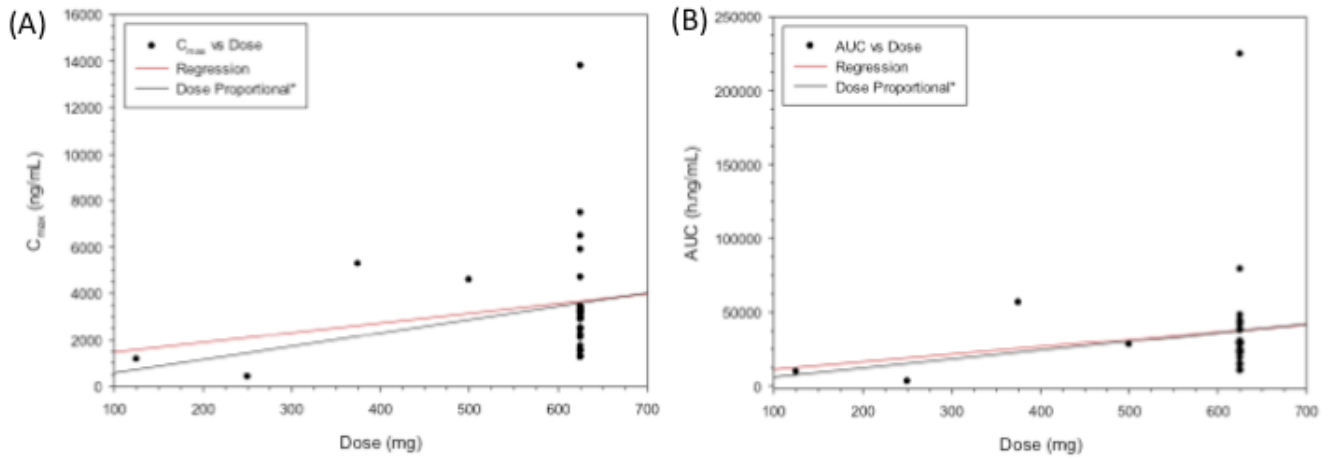 (A)
16000
14000
12000
10000
8000
6000
4000
2000
0
C_max (ng/mL)
C_max vs Dose
Regression
Dose Proportional*
100 200 300 400 500 600 700
Dose (mg)
(B)
250000
200000
150000
100000
50000
0
AUC (h.ng/mL)
AUC vs Dose
Regression
Dose Proportional*
100 200 300 400 500 600 700
Dose (mg)